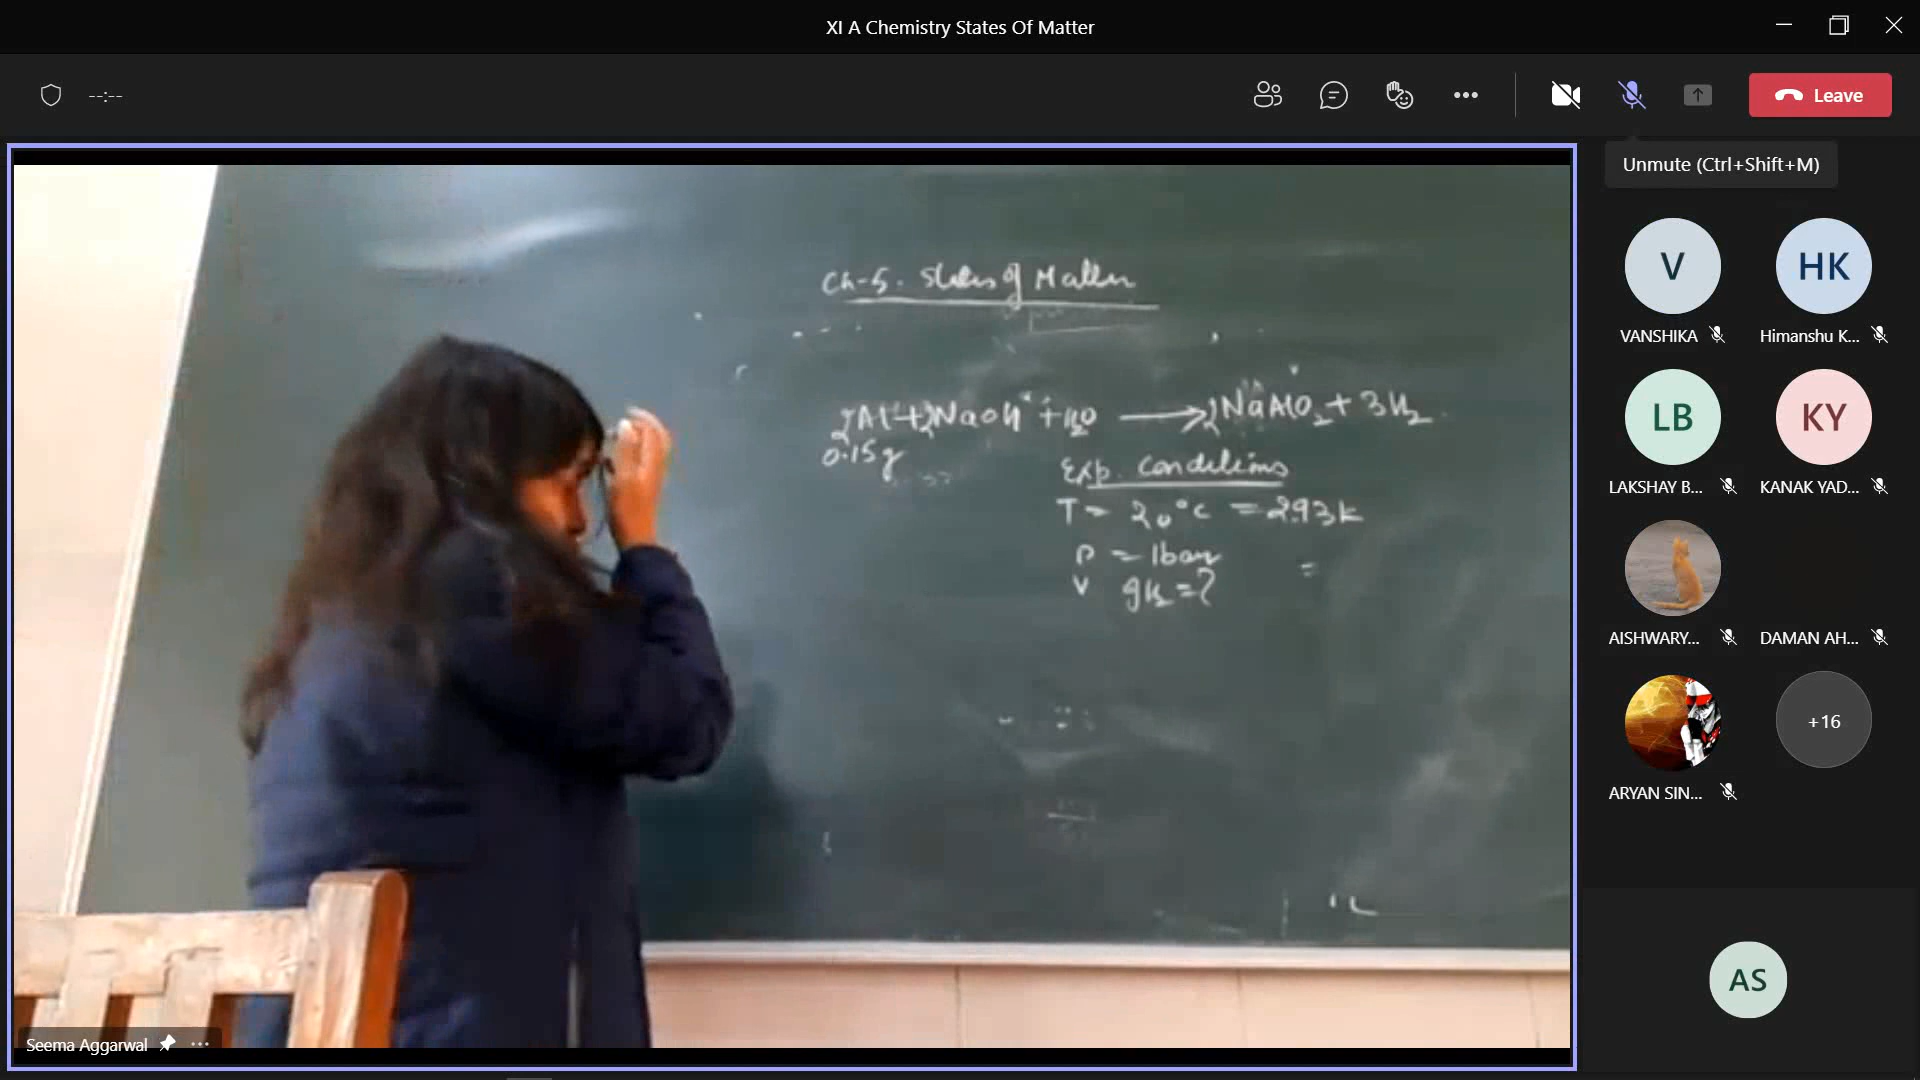 XI A Chemistry States Of Matter
--:--
Leave
Unmute (Ctrl+Shift+M)
V
HK
VANSHIKA
Himanshu K...
LB
KY
LAKSHAY B...
KANAK YAD...
AISHWARY...
DAMAN AH...
+16
ARYAN SIN...
AS
Ch-5. States of Matter
2Al + 2NaOH + H2O → 2NaAlO2 + 3H2
0.15g
Exp. conditions
T = 20°C = 293K
P = 1bar =
V of H2 = ?
Seema Aggarwal